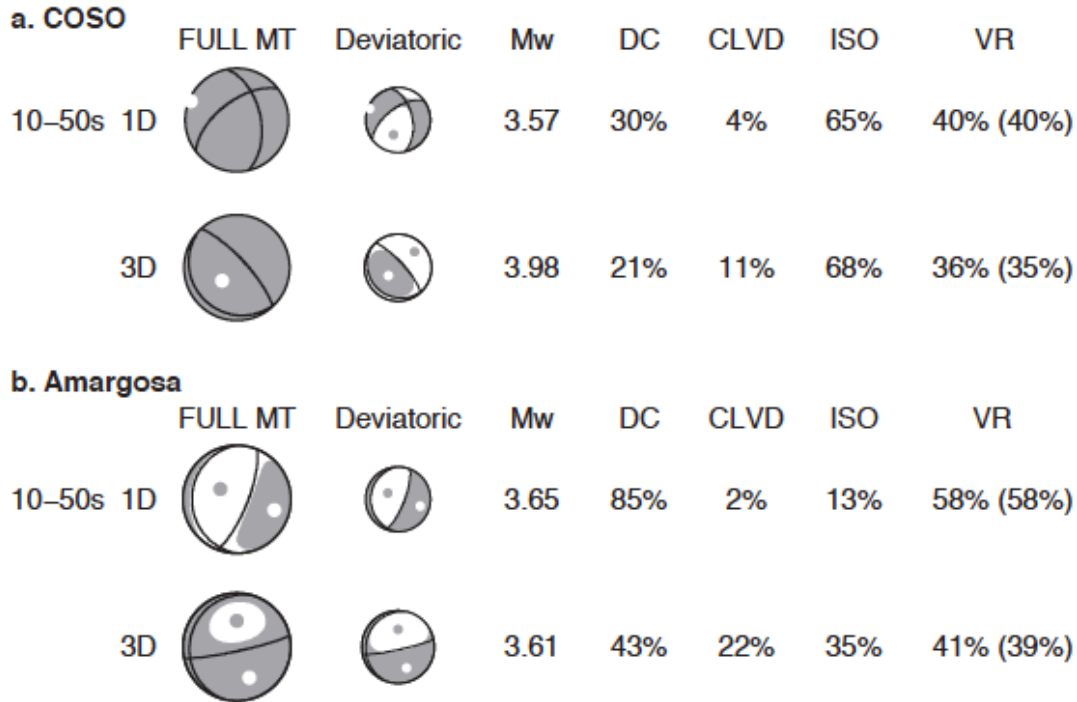 a. COSO
FULL MT Deviatoric Mw DC CLVD ISO VR
10–50s 1D 3.57 30% 4% 65% 40% (40%)
3D 3.98 21% 11% 68% 36% (35%)
b. Amargosa
FULL MT Deviatoric Mw DC CLVD ISO VR
10–50s 1D 3.65 85% 2% 13% 58% (58%)
3D 3.61 43% 22% 35% 41% (39%)